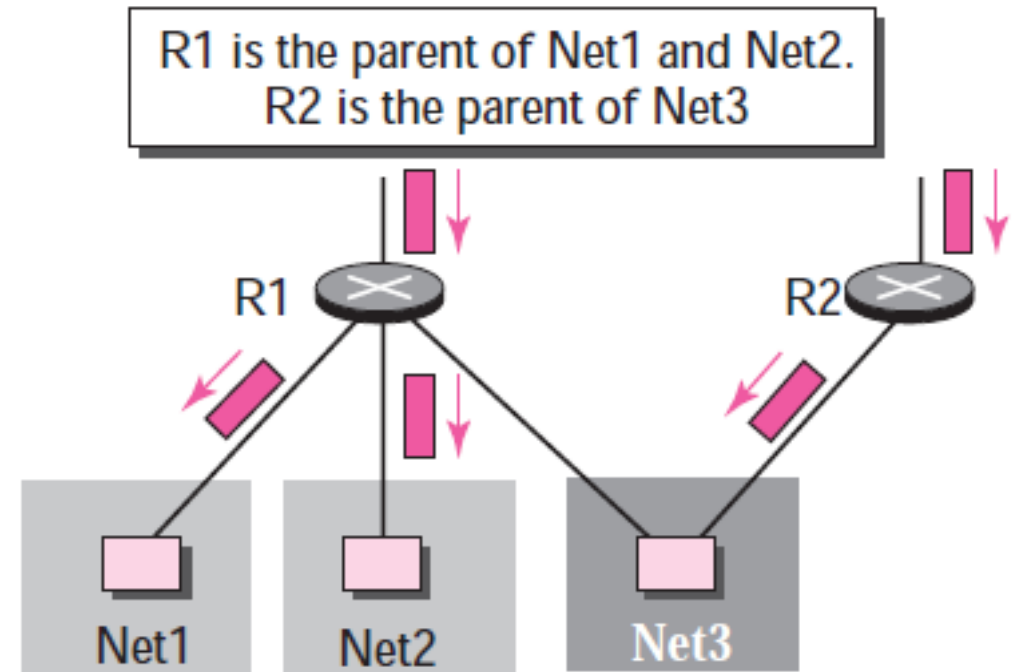 R1 is the parent of Net1 and Net2.
R2 is the parent of Net3
R1
R2
Net1
Net2
Net3